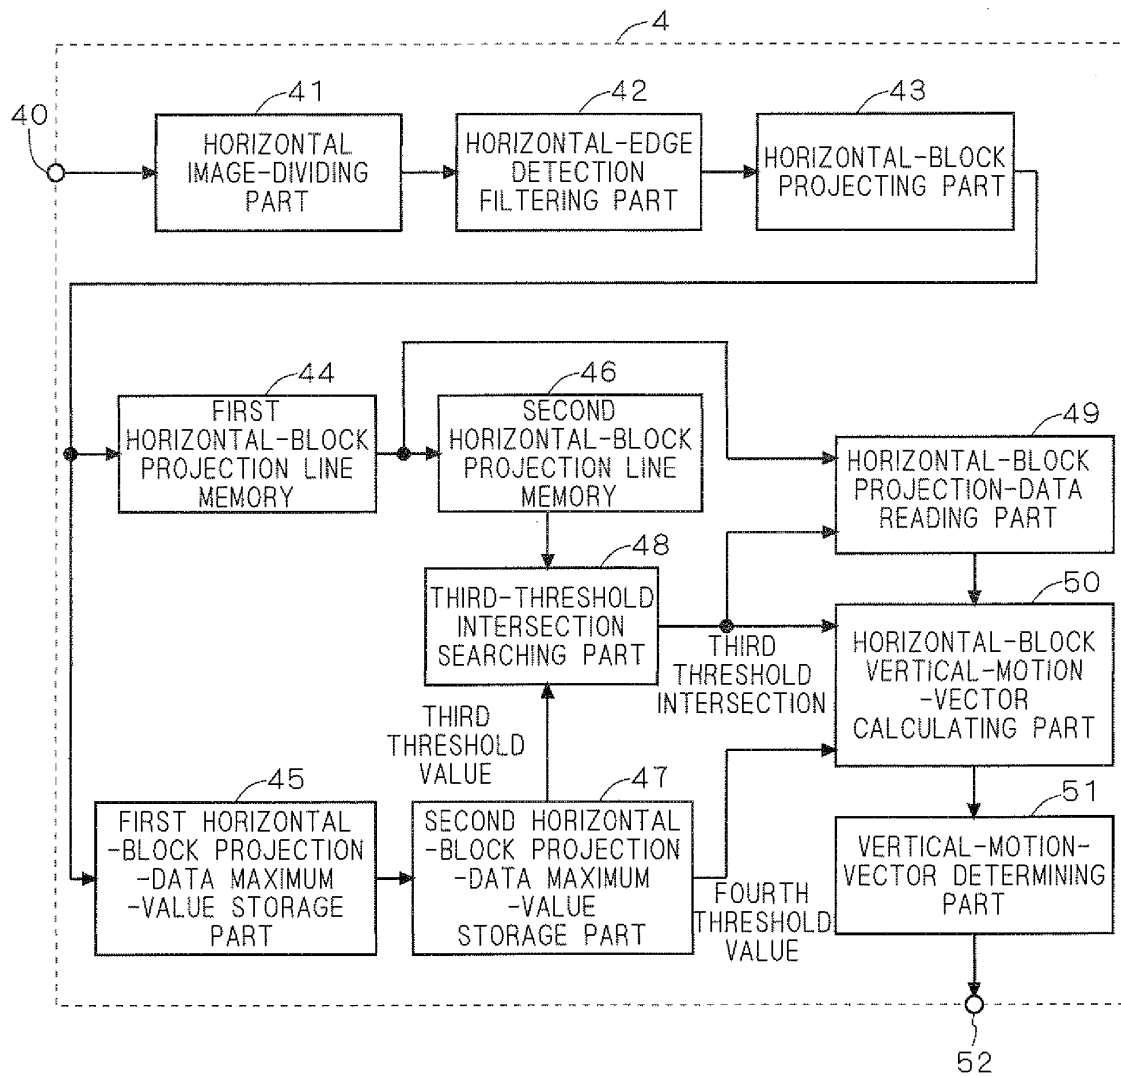 4
40
41
HORIZONTAL
IMAGE-DIVIDING
PART
42
HORIZONTAL-EDGE
DETECTION
FILTERING PART
43
HORIZONTAL-BLOCK
PROJECTING PART
44
FIRST
HORIZONTAL-BLOCK
PROJECTION LINE
MEMORY
46
SECOND
HORIZONTAL-BLOCK
PROJECTION LINE
MEMORY
49
HORIZONTAL-BLOCK
PROJECTION-DATA
READING PART
48
THIRD-THRESHOLD
INTERSECTION
SEARCHING PART
THIRD
THRESHOLD
INTERSECTION
50
HORIZONTAL-BLOCK
VERTICAL-MOTION
-VECTOR
CALCULATING PART
THIRD
THRESHOLD
VALUE
45
FIRST HORIZONTAL
-BLOCK PROJECTION
-DATA MAXIMUM
-VALUE STORAGE
PART
47
SECOND HORIZONTAL
-BLOCK PROJECTION
-DATA MAXIMUM
-VALUE
STORAGE PART
FOURTH
THRESHOLD
VALUE
51
VERTICAL-MOTION-
VECTOR DETERMINING
PART
52